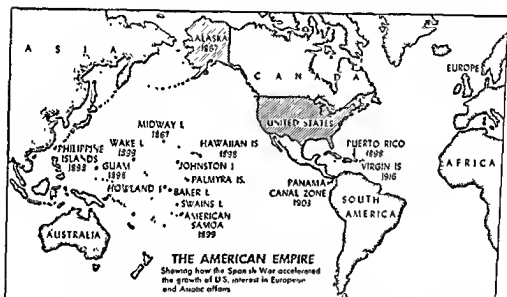 ALASKA
1867
ASIA
CANADA
EUROPE
UNITED STATES
MIDWAY I.
1867
WAKE I.
1898
HAWAIIAN IS
1898
PUERTO RICO
1898
PHILIPPINE
ISLANDS
1898
GUAM
1898
JOHNSTON I
VIRGIN IS
1916
AFRICA
PALMYRA IS.
HOWLAND I
BAKER I.
PANAMA
CANAL ZONE
1903
SWAINS I.
SOUTH
AMERICA
AMERICAN
SAMOA
1899
AUSTRALIA
THE AMERICAN EMPIRE
Showing how the Spanish War accelerated
the growth of U.S. interest in European
and Asiatic affairs